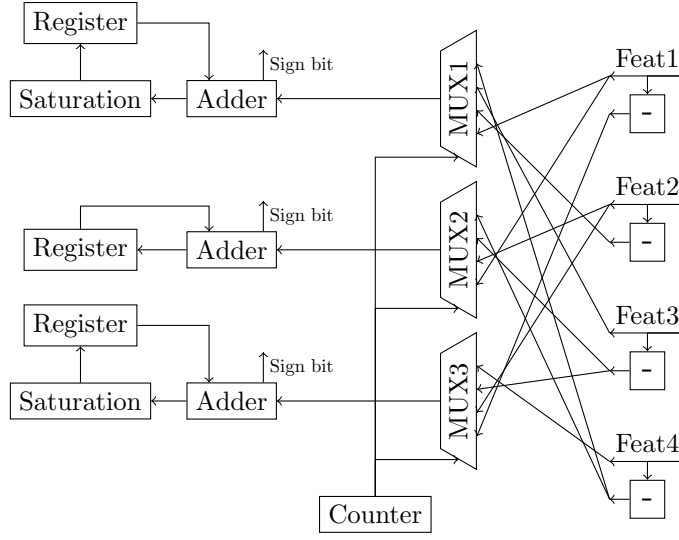 Register
Saturation
Adder
Sign bit
MUX1
Feat1
-
Register
Adder
Sign bit
MUX2
Feat2
-
Register
Saturation
Adder
Sign bit
MUX3
Feat3
-
Feat4
-
Counter